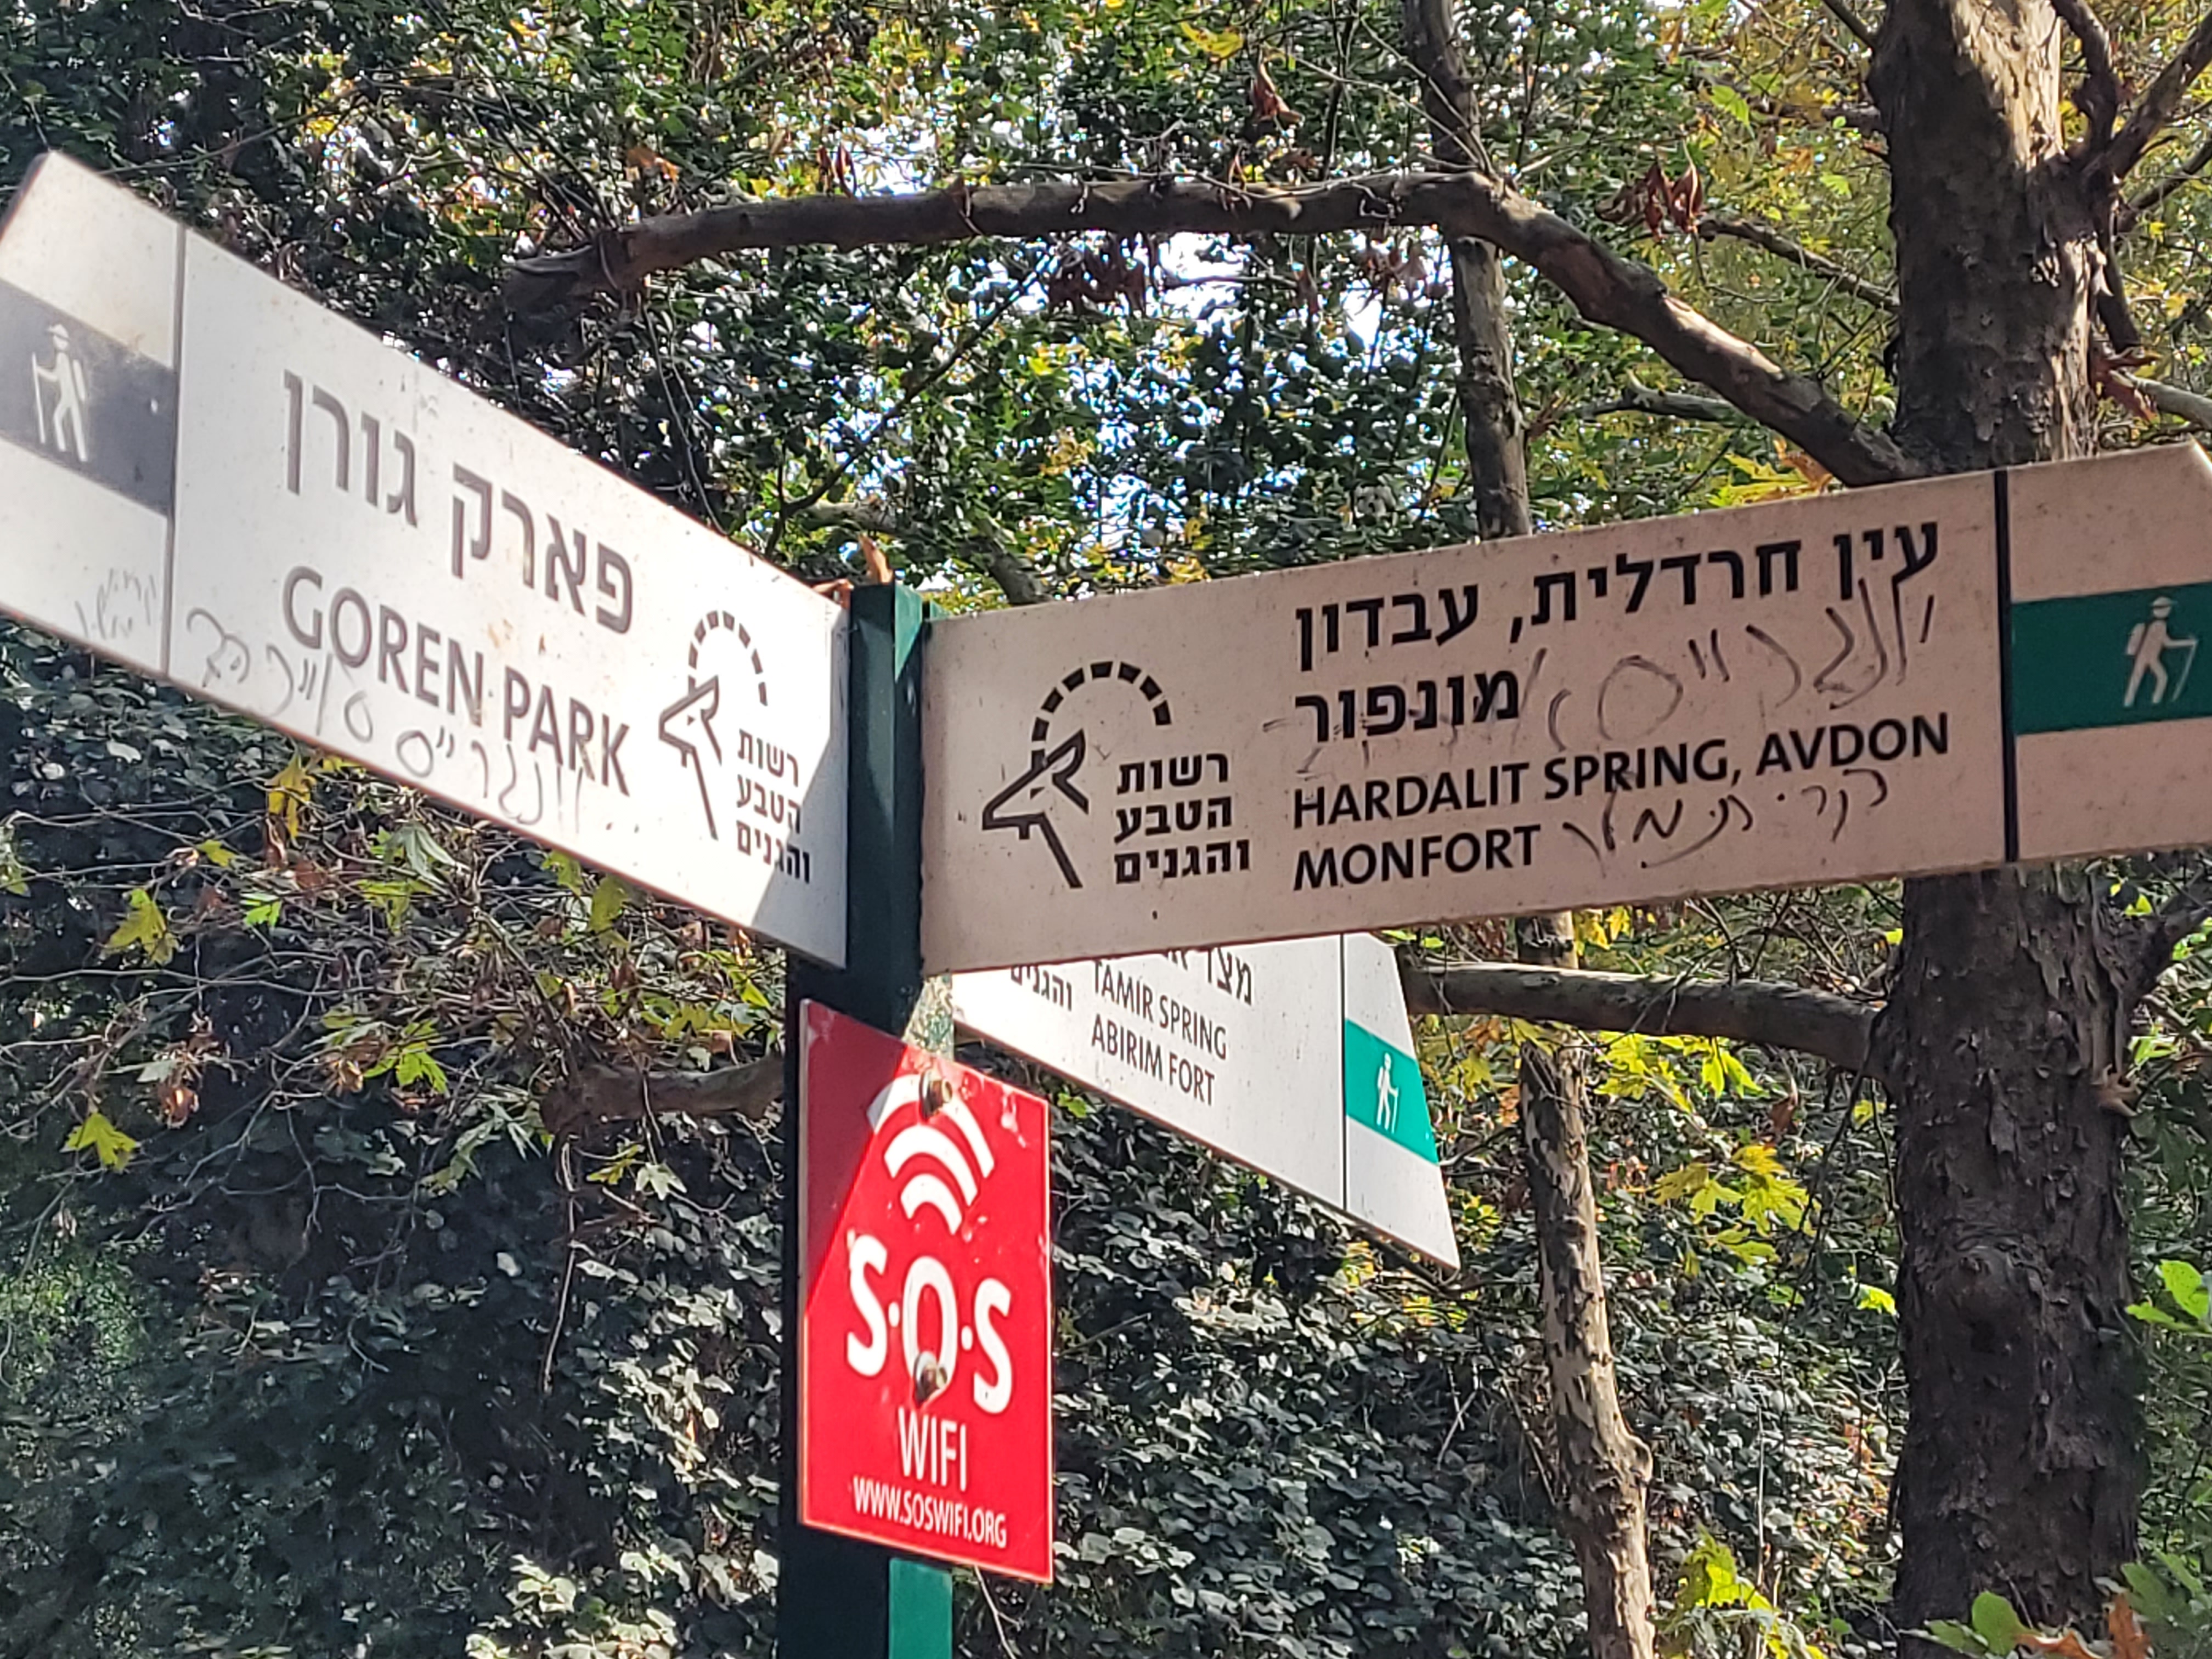 פארק גורן
GOREN PARK
רשות
הטבע
והגנים
עין חרדלית, עבדון
מונפור
HARDALIT SPRING, AVDON
MONFORT
רשות
הטבע
והגנים
והגנים
TAMIR SPRING
ABIRIM FORT
S.O.S
WIFI
WWW.SOSWIFI.ORG